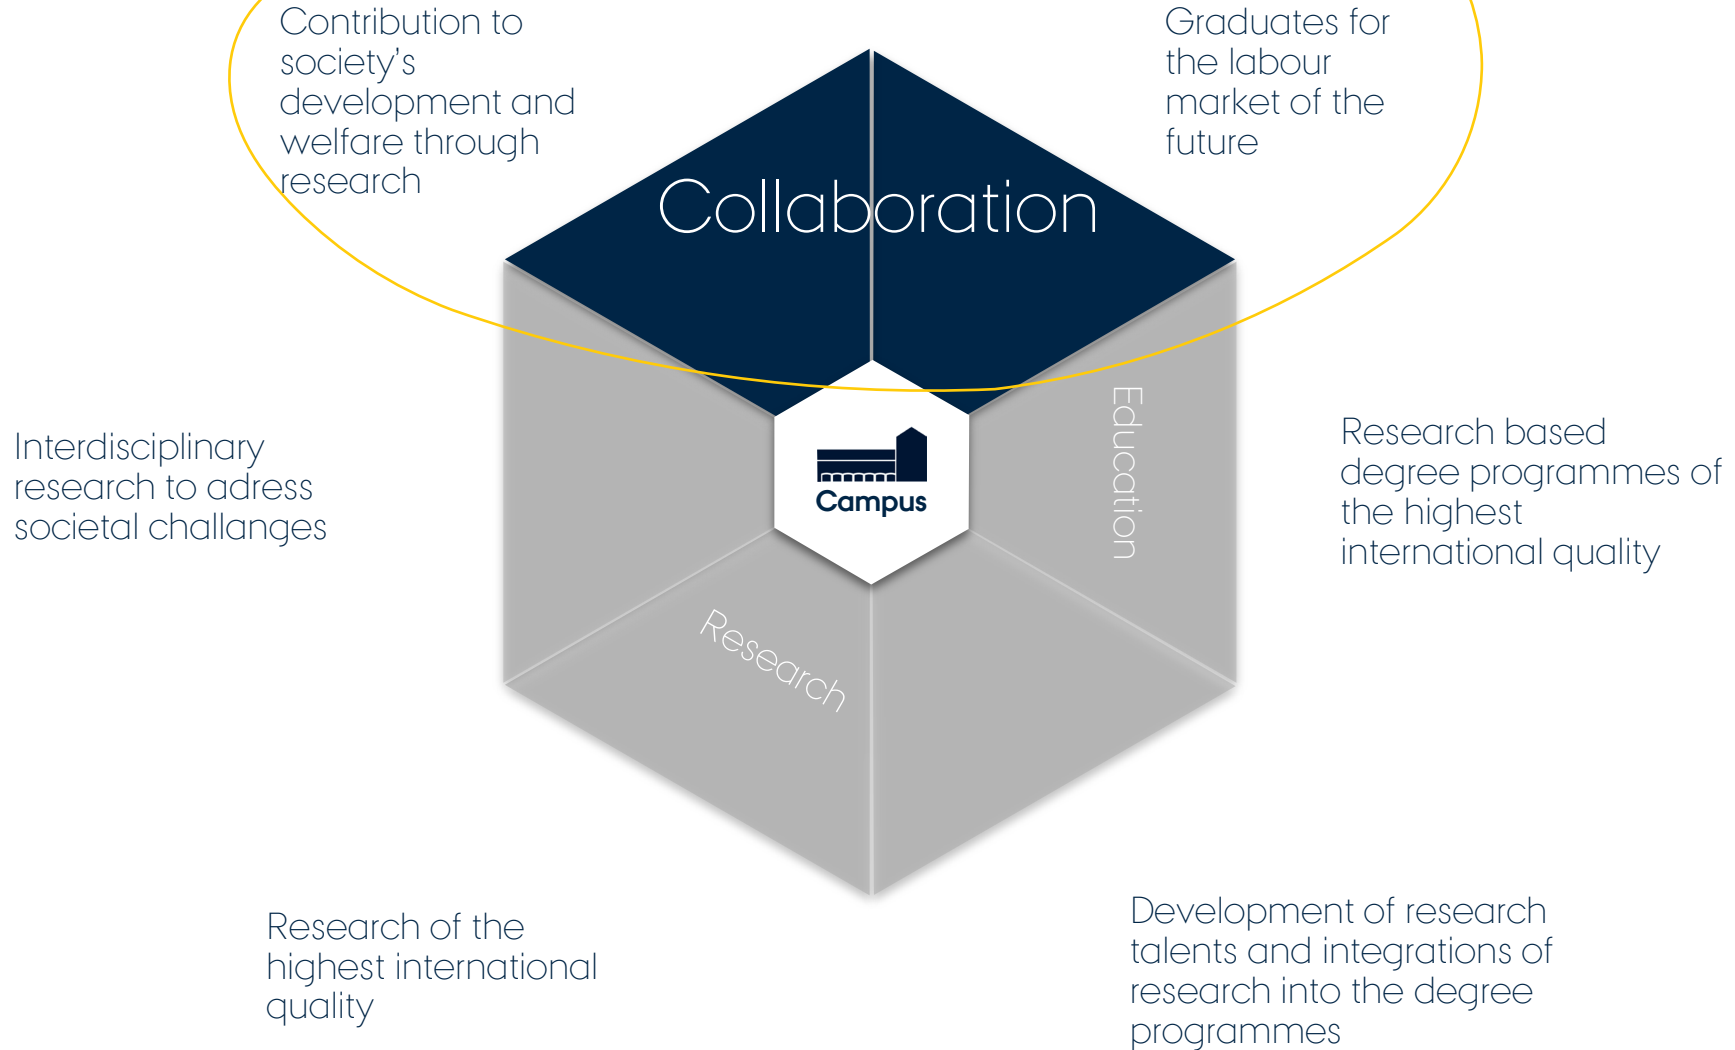 Contribution to
society’s
development and
welfare through
research
Graduates for
the labour
market of the
future
Collaboration
Education
Campus
Interdisciplinary
research to adress
societal challanges
Research based
degree programmes of
the highest
international quality
Research
Research of the
highest international
quality
Development of research
talents and integrations of
research into the degree
programmes